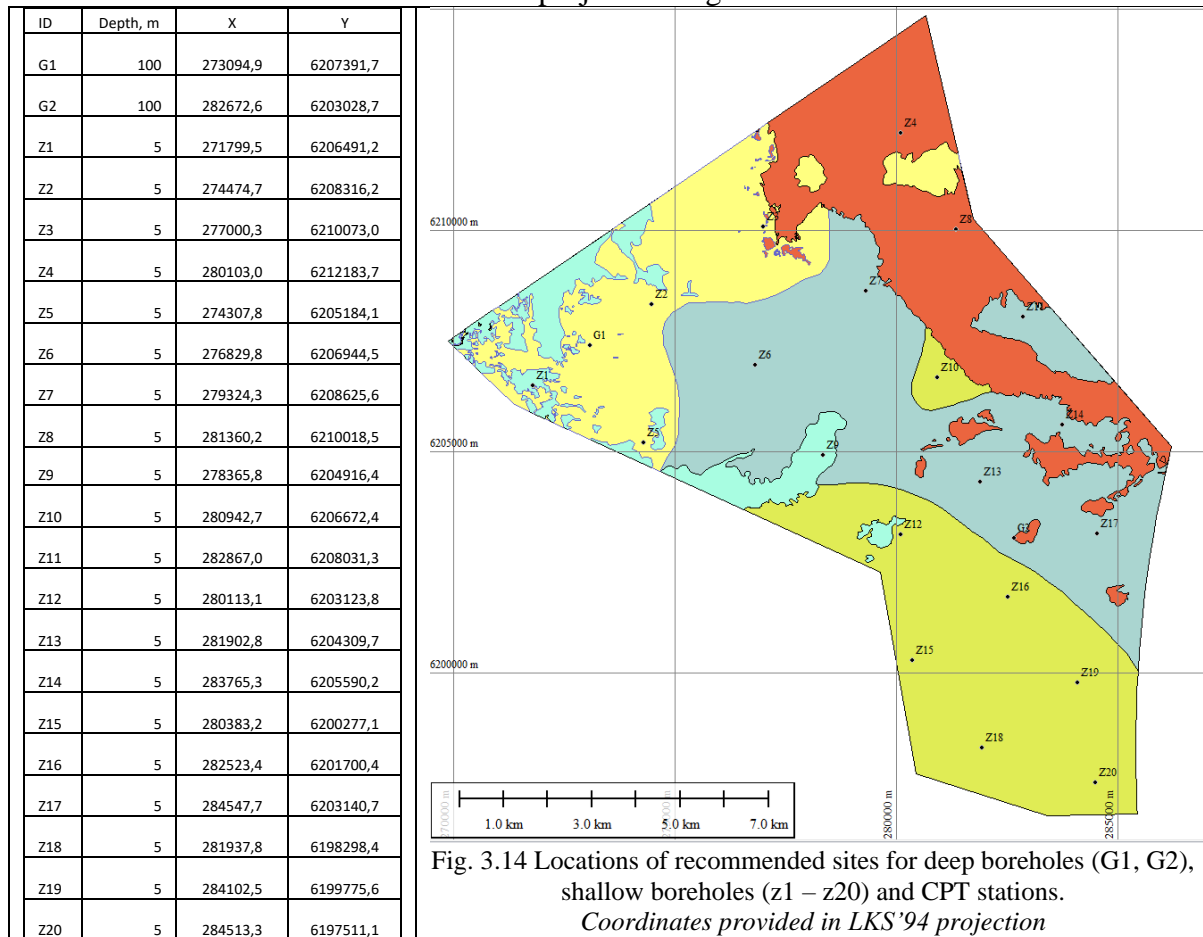 ID Depth, m X Y
G1 100 273094,9 6207391,7
G2 100 282672,6 6203028,7
Z1 5 271799,5 6206491,2
Z2 5 274474,7 6208316,2
Z3 5 277000,3 6210073,0
Z4 5 280103,0 6212183,7
Z5 5 274307,8 6205184,1
Z6 5 276829,8 6206944,5
Z7 5 279324,3 6208625,6
Z8 5 281360,2 6210018,5
Z9 5 278365,8 6204916,4
Z10 5 280942,7 6206672,4
Z11 5 282867,0 6208031,3
Z12 5 280113,1 6203123,8
Z13 5 281902,8 6204309,7
Z14 5 283765,3 6205590,2
Z15 5 280383,2 6200277,1
Z16 5 282523,4 6201700,4
Z17 5 284547,7 6203140,7
Z18 5 281937,8 6198298,4
Z19 5 284102,5 6199775,6
Z20 5 284513,3 6197511,1
Z4
Z3
Z8
6210000 m
Z7
Z2
Z11
G1
Z6
Z10
Z1
Z14
Z5
Z9
6205000 m
Z13
Z12
G2
Z17
Z16
Z15
6200000 m
Z19
Z18
Z20
270000 m
280000 m
285000 m
1.0 km 3.0 km 5.0 km 7.0 km
Fig. 3.14 Locations of recommended sites for deep boreholes (G1, G2),
shallow boreholes (z1 – z20) and CPT stations.
Coordinates provided in LKS’94 projection